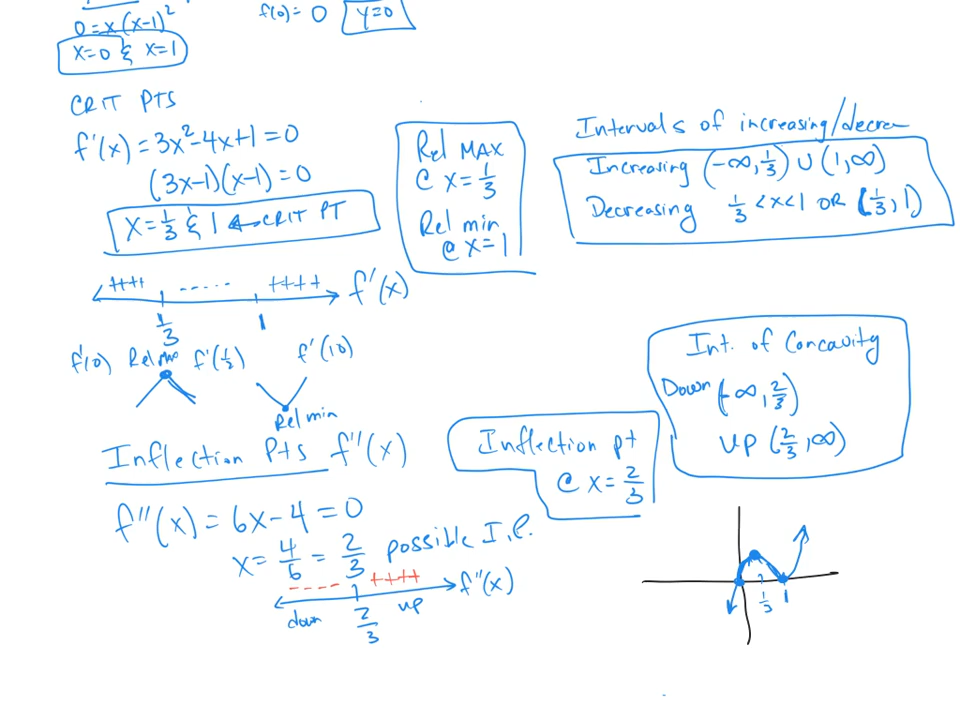 0=x(x-1)²
f(0)= 0 y=0
x=0 & x=1
CRIT PTS
f'(x)=3x²-4x+1=0
(3x-1)(x-1)=0
x=1/3 & 1 ← CRIT PT
Rel MAX
@ x=1/3
Rel min
@ x=1
Intervals of increasing/decrea
Increasing (-∞,1/3) ∪ (1,∞)
Decreasing 1/3 <x<1 OR (1/3,1)
++++ ----- ++++ f'(x)
1/3 1
f'(0) Rel f'(1/2) f'(10)
Rel min
Inflection Pts f''(x)
f''(x)=6x-4=0
x=4/6=2/3 possible I.P.
---- ++++ f''(x)
down 2/3 up
Inflection pt
@ x=2/3
Int. of Concavity
Down (-∞,2/3)
UP (2/3,∞)
1/3 1